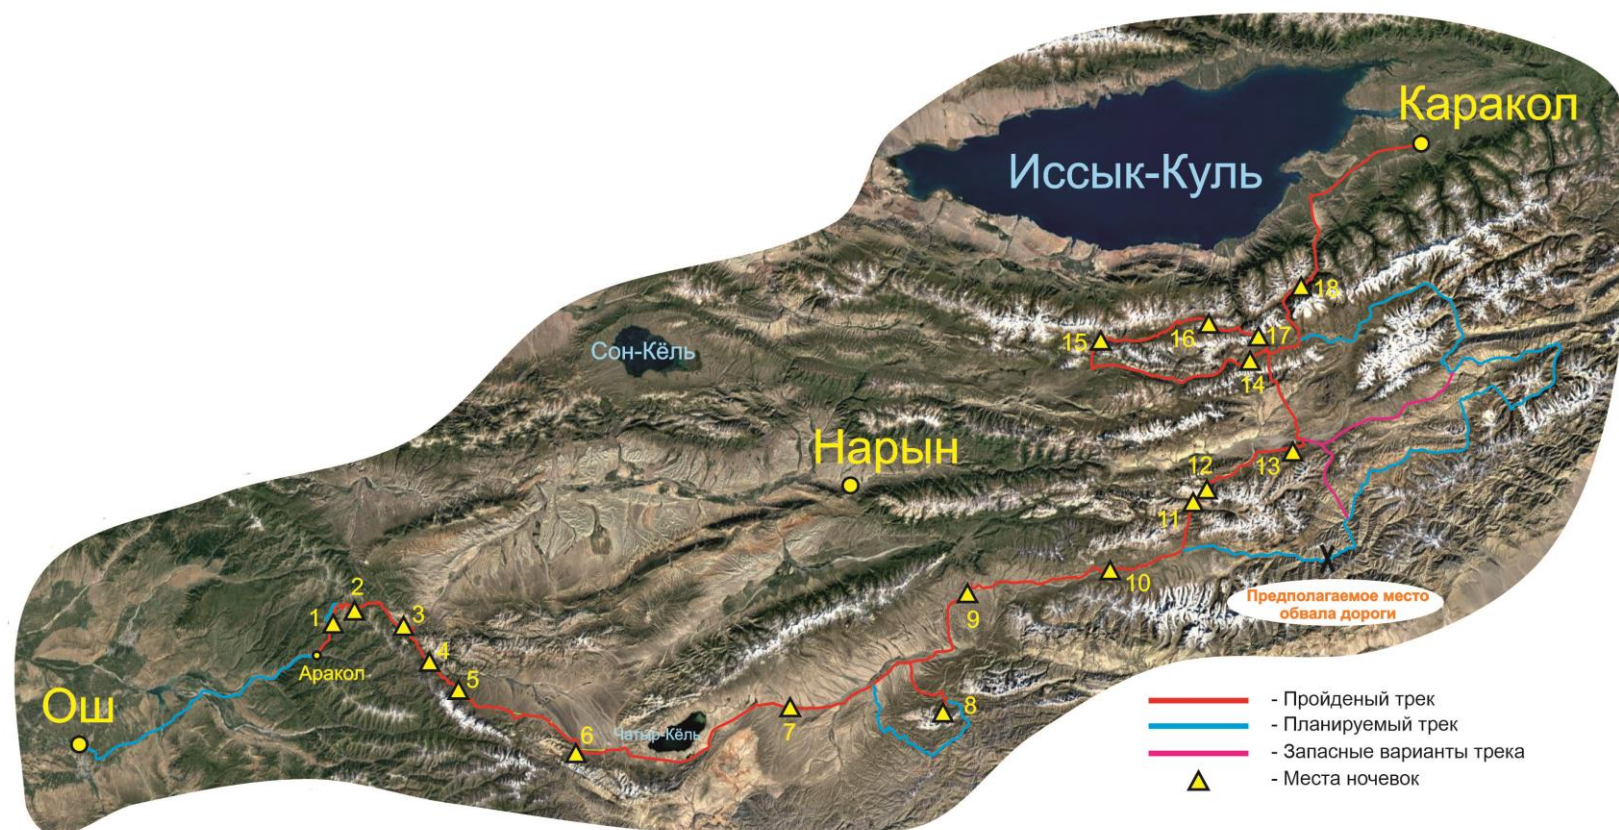 Каракол
Иссык-Куль
18
Сон-Кёль
15
16
17
14
Нарын
12
13
11
10
Предполагаемое место
обвала дороги
9
2
1
3
4
Аракол
5
Ош
6
Чатыр-Кёль
7
8
- Пройденый трек
- Планируемый трек
- Запасные варианты трека
- Места ночевок